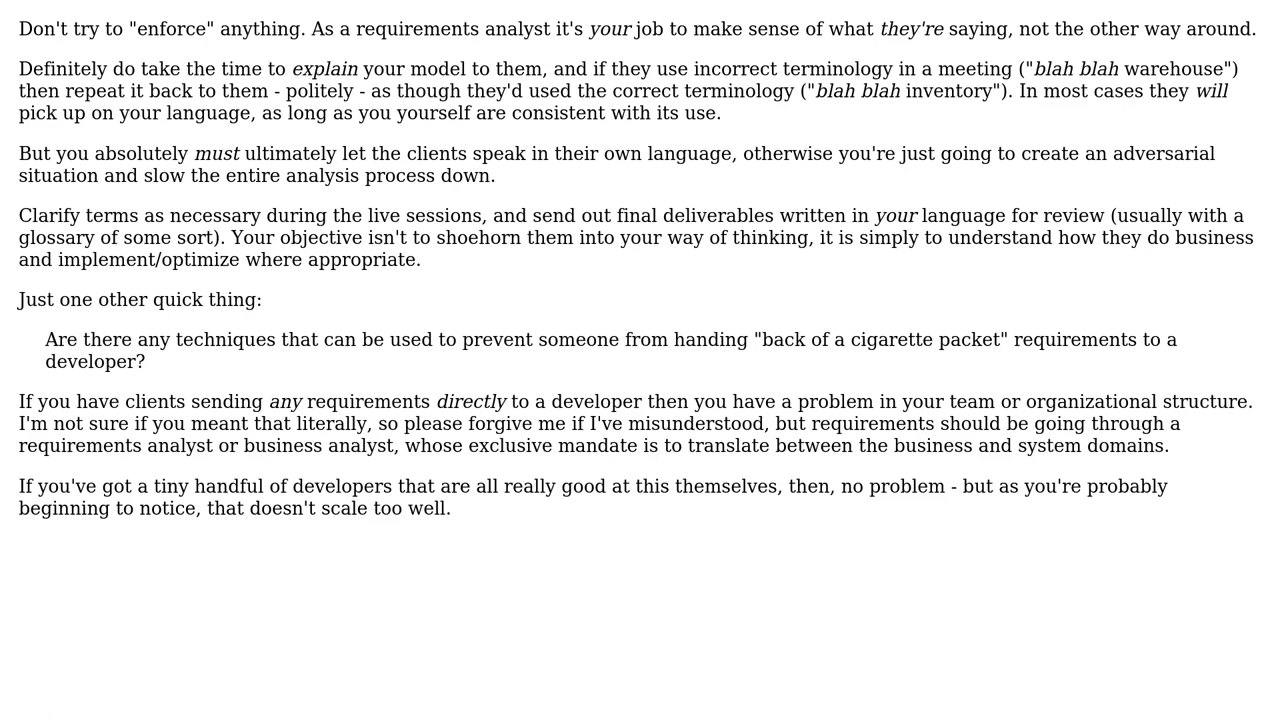 Don't try to "enforce" anything. As a requirements analyst it's your job to make sense of what they're saying, not the other way around.
Definitely do take the time to explain your model to them, and if they use incorrect terminology in a meeting ("blah blah warehouse")
then repeat it back to them - politely - as though they'd used the correct terminology ("blah blah inventory"). In most cases they will
pick up on your language, as long as you yourself are consistent with its use.
But you absolutely must ultimately let the clients speak in their own language, otherwise you're just going to create an adversarial
situation and slow the entire analysis process down.
Clarify terms as necessary during the live sessions, and send out final deliverables written in your language for review (usually with a
glossary of some sort). Your objective isn't to shoehorn them into your way of thinking, it is simply to understand how they do business
and implement/optimize where appropriate.
Just one other quick thing:
Are there any techniques that can be used to prevent someone from handing "back of a cigarette packet" requirements to a
developer?
If you have clients sending any requirements directly to a developer then you have a problem in your team or organizational structure.
I'm not sure if you meant that literally, so please forgive me if I've misunderstood, but requirements should be going through a
requirements analyst or business analyst, whose exclusive mandate is to translate between the business and system domains.
If you've got a tiny handful of developers that are all really good at this themselves, then, no problem - but as you're probably
beginning to notice, that doesn't scale too well.